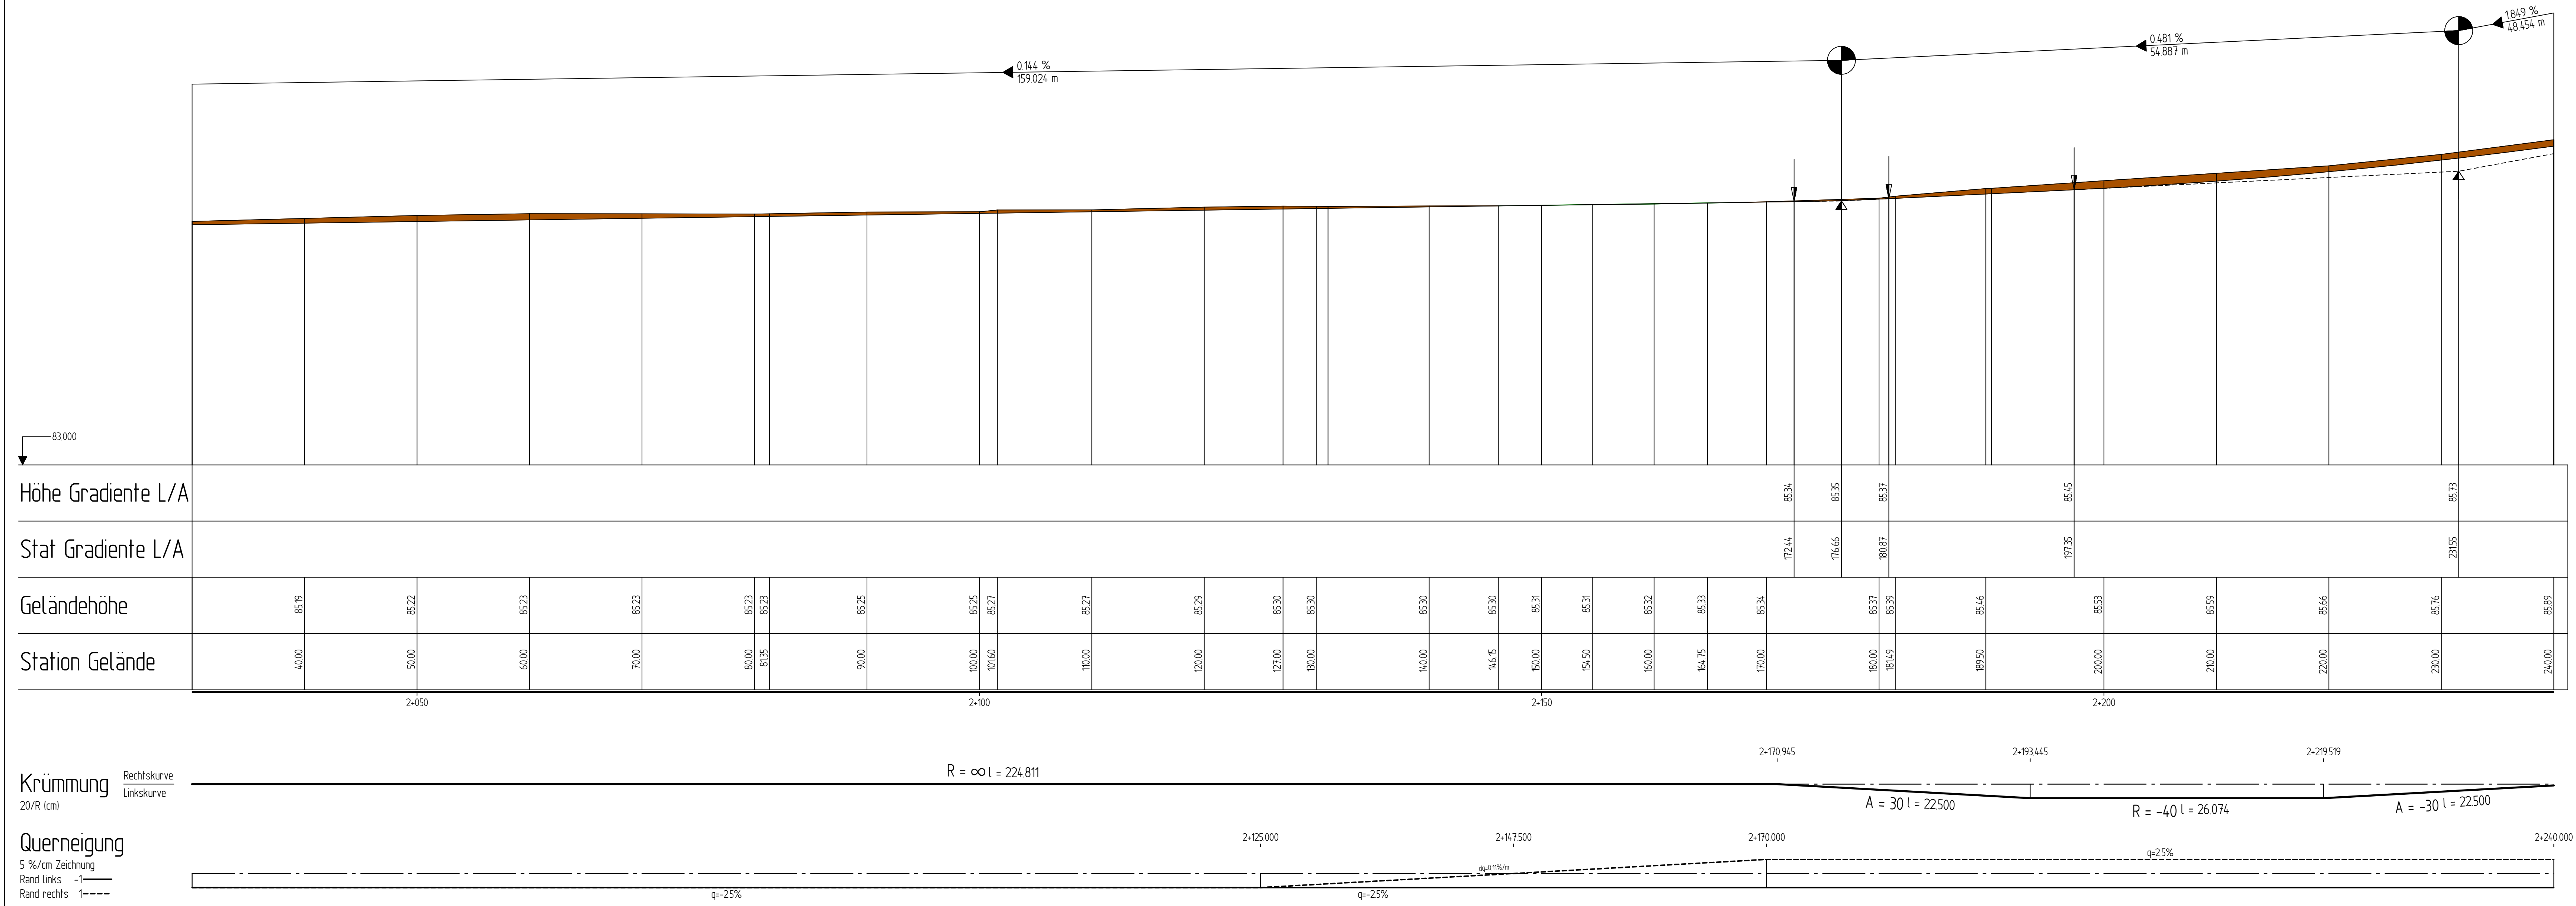 1.849 %
48.454 m
0.481 %
54.887 m
0.144 %
159.024 m
83.000
Höhe Gradiente L/A 85.34 85.35 85.37 85.45 85.73
Stat Gradiente L/A 172.44 176.66 180.87 197.35 231.55
Geländehöhe 85.19 85.22 85.23 85.23 85.23 85.23 85.25 85.25 85.27 85.27 85.29 85.30 85.30 85.30 85.30 85.31 85.31 85.32 85.33 85.34 85.37 85.39 85.46 85.53 85.59 85.66 85.76 85.89
Station Gelände 40.00 50.00 60.00 70.00 80.00 81.35 90.00 100.00 101.60 110.00 120.00 127.00 130.00 140.00 146.15 150.00 154.50 160.00 164.75 170.00 180.00 181.49 189.50 200.00 210.00 220.00 230.00 240.00
2+050 2+100 2+150 2+200
2+170.945 2+193.445 2+219.519
Krümmung
Rechtskurve
Linkskurve
20/R (cm)
R = ∞ l = 224.811
A = 30 l = 22.500
R = -40 l = 26.074
A = -30 l = 22.500
Querneigung
2+125.000 2+147.500 2+170.000 2+240.000
5 %/cm Zeichnung
Rand links -1
Rand rechts 1
dq=0.11%/m
q=2.5%
q=-2.5% q=-2.5%